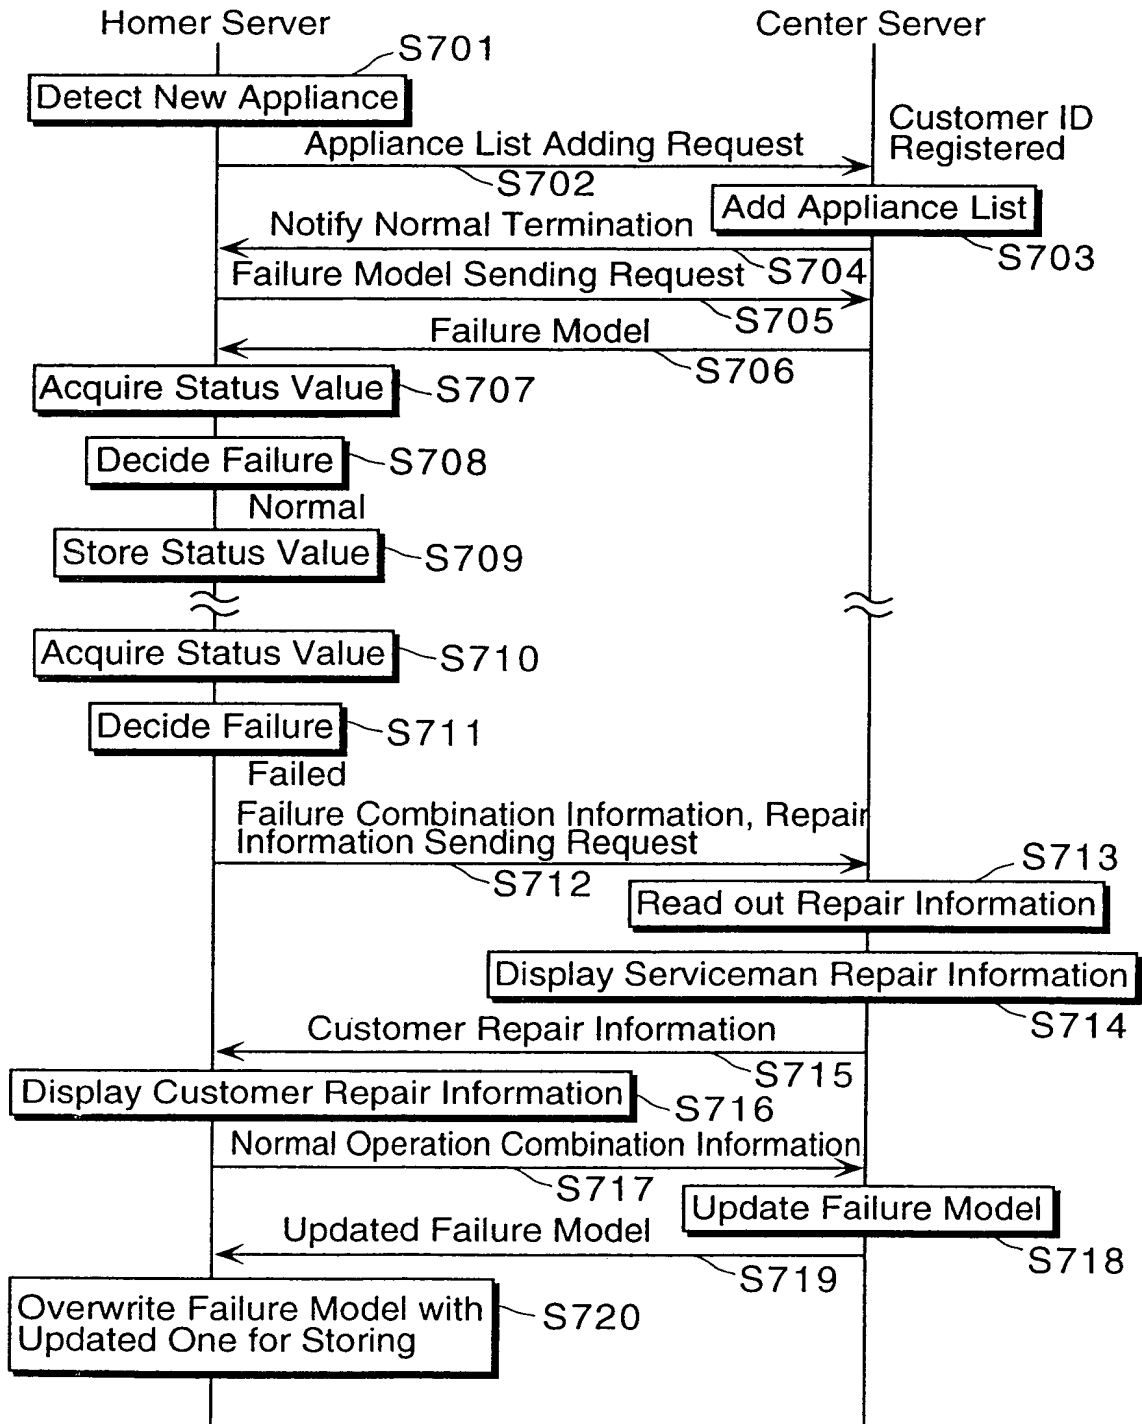 Homer Server
Center Server
S701
Detect New Appliance
Customer ID
Registered
Appliance List Adding Request
S702
Add Appliance List
S703
Notify Normal Termination
S704
Failure Model Sending Request
S705
Failure Model
S706
Acquire Status Value
S707
Decide Failure
S708
Normal
Store Status Value
S709
Acquire Status Value
S710
Decide Failure
S711
Failed
Failure Combination Information, Repair
Information Sending Request
S712
S713
Read out Repair Information
Display Serviceman Repair Information
S714
Customer Repair Information
S715
Display Customer Repair Information
S716
Normal Operation Combination Information
S717
Update Failure Model
S718
Updated Failure Model
S719
Overwrite Failure Model with
Updated One for Storing
S720